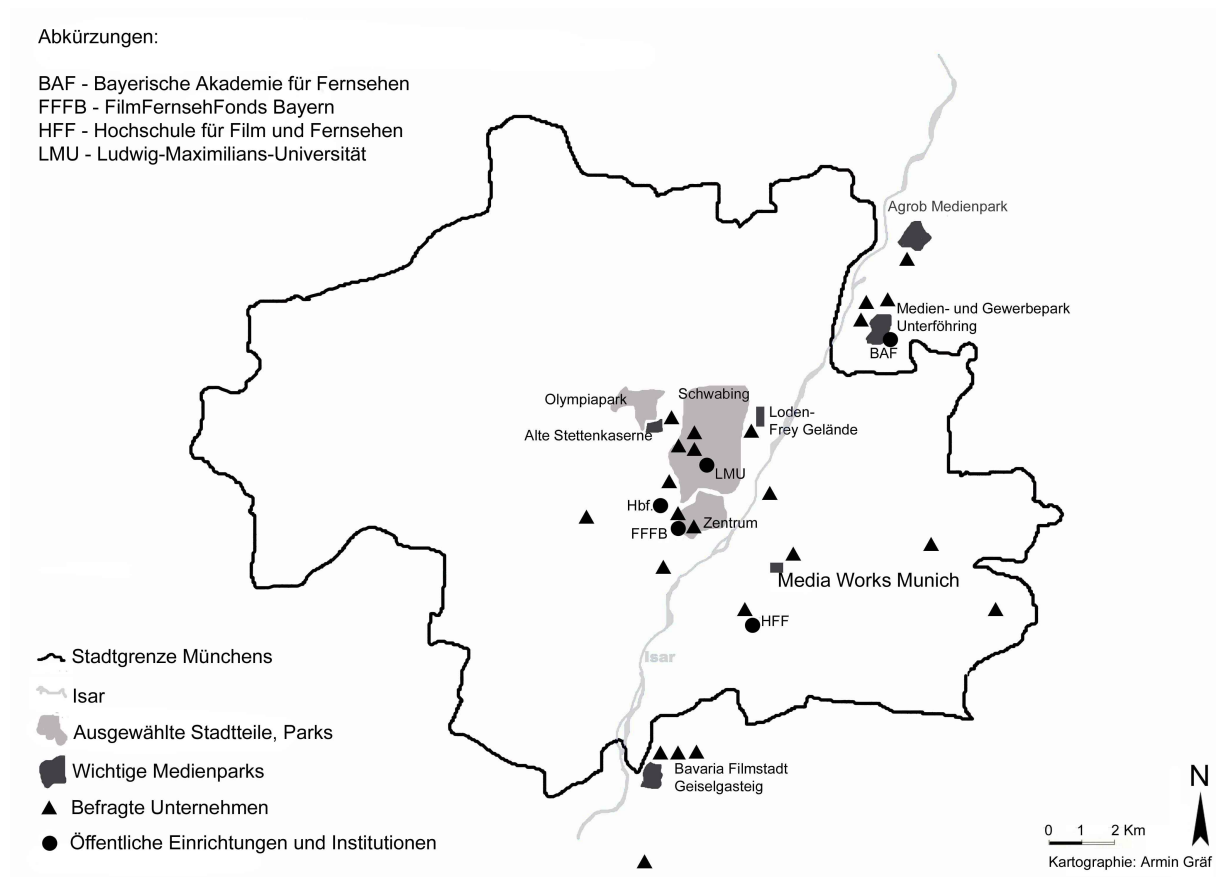 Abkürzungen:
BAF - Bayerische Akademie für Fernsehen
FFFB - FilmFernsehFonds Bayern
HFF - Hochschule für Film und Fernsehen
LMU - Ludwig-Maximilians-Universität
Agrob Medienpark
Medien- und Gewerbepark
Unterföhring
BAF
Olympiapark
Schwabing
Alte Stettenkaserne
Loden-
Frey Gelände
LMU
Hbf.
FFFB
Zentrum
Media Works Munich
HFF
Isar
Bavaria Filmstadt
Geiselgasteig
Stadtgrenze Münchens
Isar
Ausgewählte Stadtteile, Parks
Wichtige Medienparks
Befragte Unternehmen
Öffentliche Einrichtungen und Institutionen
N
0 1 2 Km
Kartographie: Armin Gräf